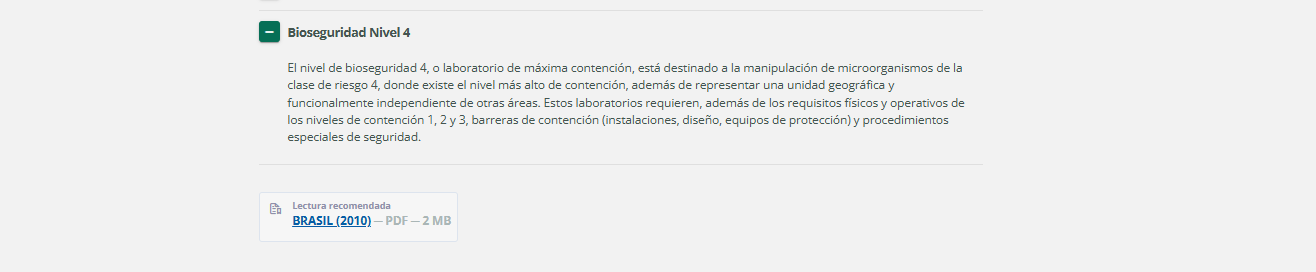 Bioseguridad Nivel 4
El nivel de bioseguridad 4, o laboratorio de máxima contención, está destinado a la manipulación de microorganismos de la
clase de riesgo 4, donde existe el nivel más alto de contención, además de representar una unidad geográfica y
funcionalmente independiente de otras áreas. Estos laboratorios requieren, además de los requisitos físicos y operativos de
los niveles de contención 1, 2 y 3, barreras de contención (instalaciones, diseño, equipos de protección) y procedimientos
especiales de seguridad.
Lectura recomendada
BRASIL (2010) — PDF — 2 MB